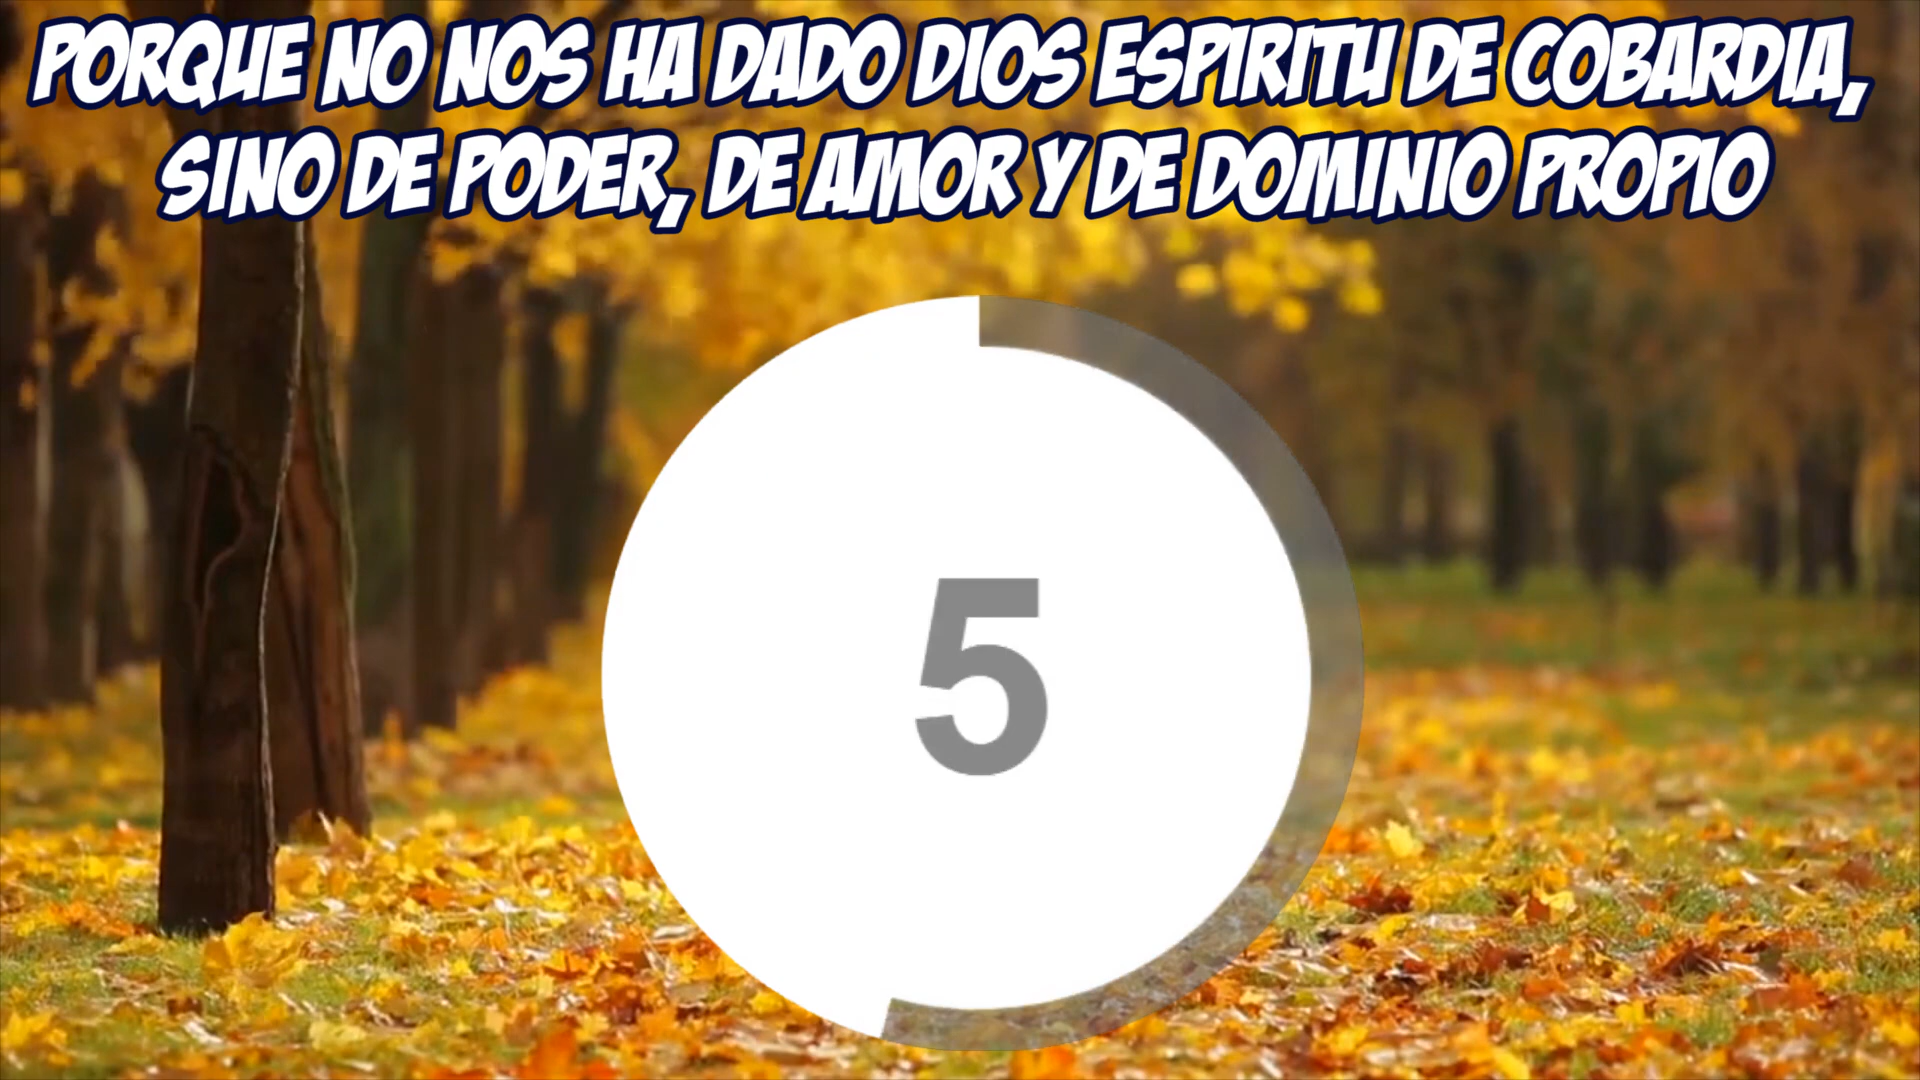 PORQUE NO NOS HA DADO DIOS ESPIRITU DE COBARDIA,
SINO DE PODER, DE AMOR Y DE DOMINIO PROPIO
5